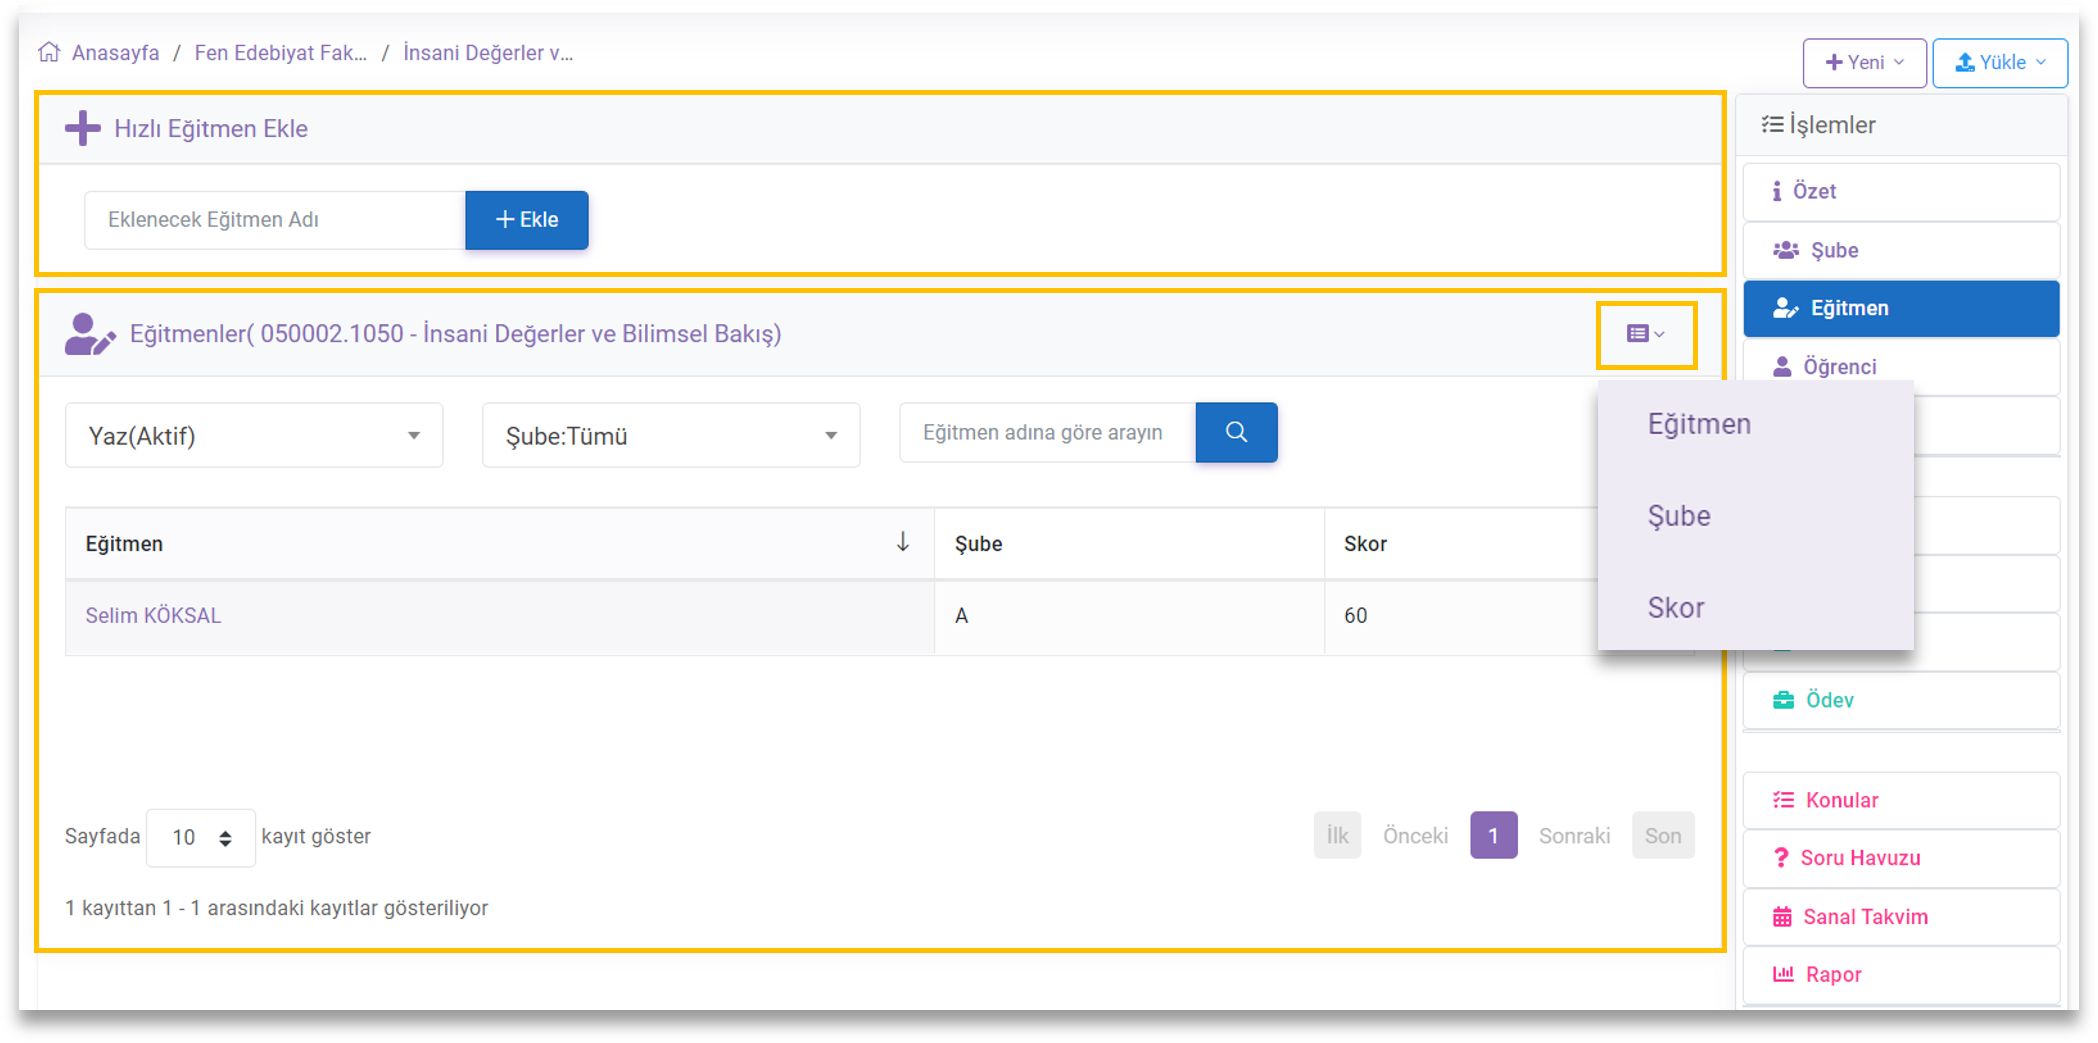 Anasayfa / Fen Edebiyat Fak... / İnsani Değerler v...
Yeni
Yükle
Hızlı Eğitmen Ekle
Eklenecek Eğitmen Adı
Ekle
Eğitmenler( 050002.1050 - İnsani Değerler ve Bilimsel Bakış)
Yaz(Aktif)
Şube:Tümü
Eğitmen adına göre arayın
Eğitmen Şube Skor
Selim KÖKSAL A 60
Sayfada 10 kayıt göster
İlk Önceki 1 Sonraki Son
1 kayıttan 1 - 1 arasındaki kayıtlar gösteriliyor
Eğitmen
Şube
Skor
İşlemler
Özet
Şube
Eğitmen
Öğrenci
Ödev
Konular
Soru Havuzu
Sanal Takvim
Rapor